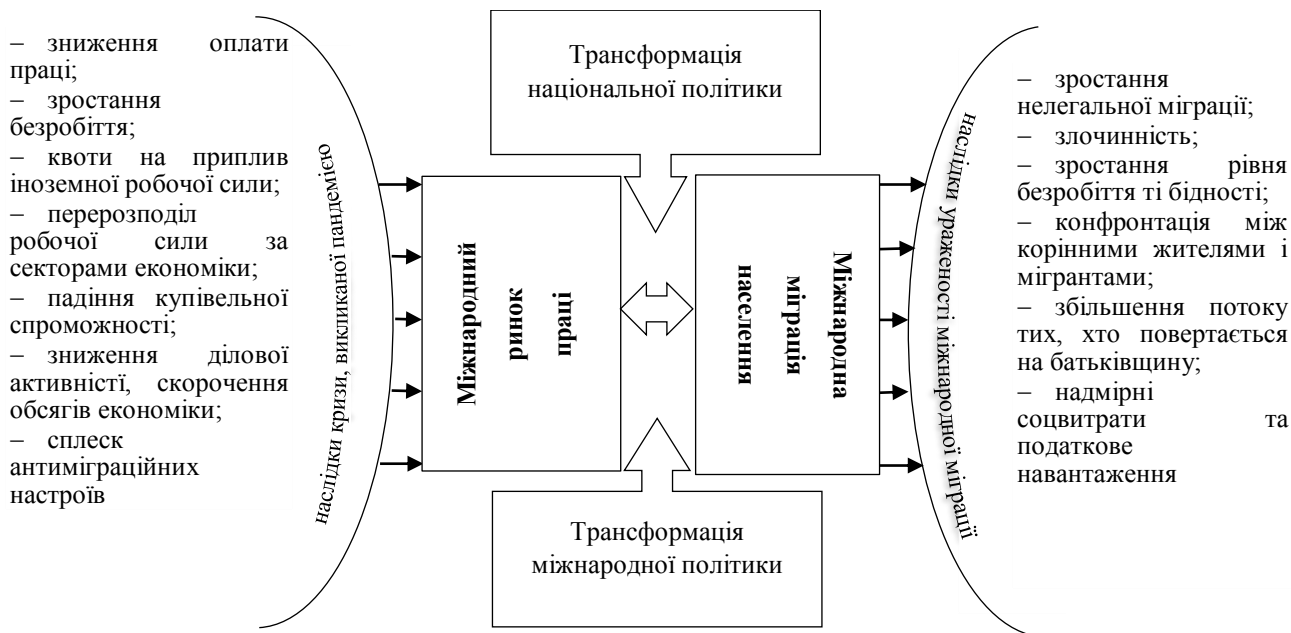 – зниження оплати
праці;
– зростання
безробіття;
– квоти на приплив
іноземної робочої сили;
– перерозподіл
робочої сили за
секторами економіки;
– падіння купівельної
спроможності;
– зниження ділової
активністї, скорочення
обсягів економіки;
– сплеск
антиміграційних
настроїв
наслідки кризи, викликаної пандемією
Трансформація
національної політики
Міжнародний
ринок
праці
Міжнародна
міграція
населення
Трансформація
міжнародної політики
наслідки ураженості міжнародної міграції
– зростання
нелегальної міграції;
– злочинність;
– зростання рівня
безробіття ті бідності;
– конфронтація між
корінними жителями і
мігрантами;
– збільшення потоку
тих, хто повертається
на батьківщину;
– надмірні
соцвитрати та
податкове
навантаження